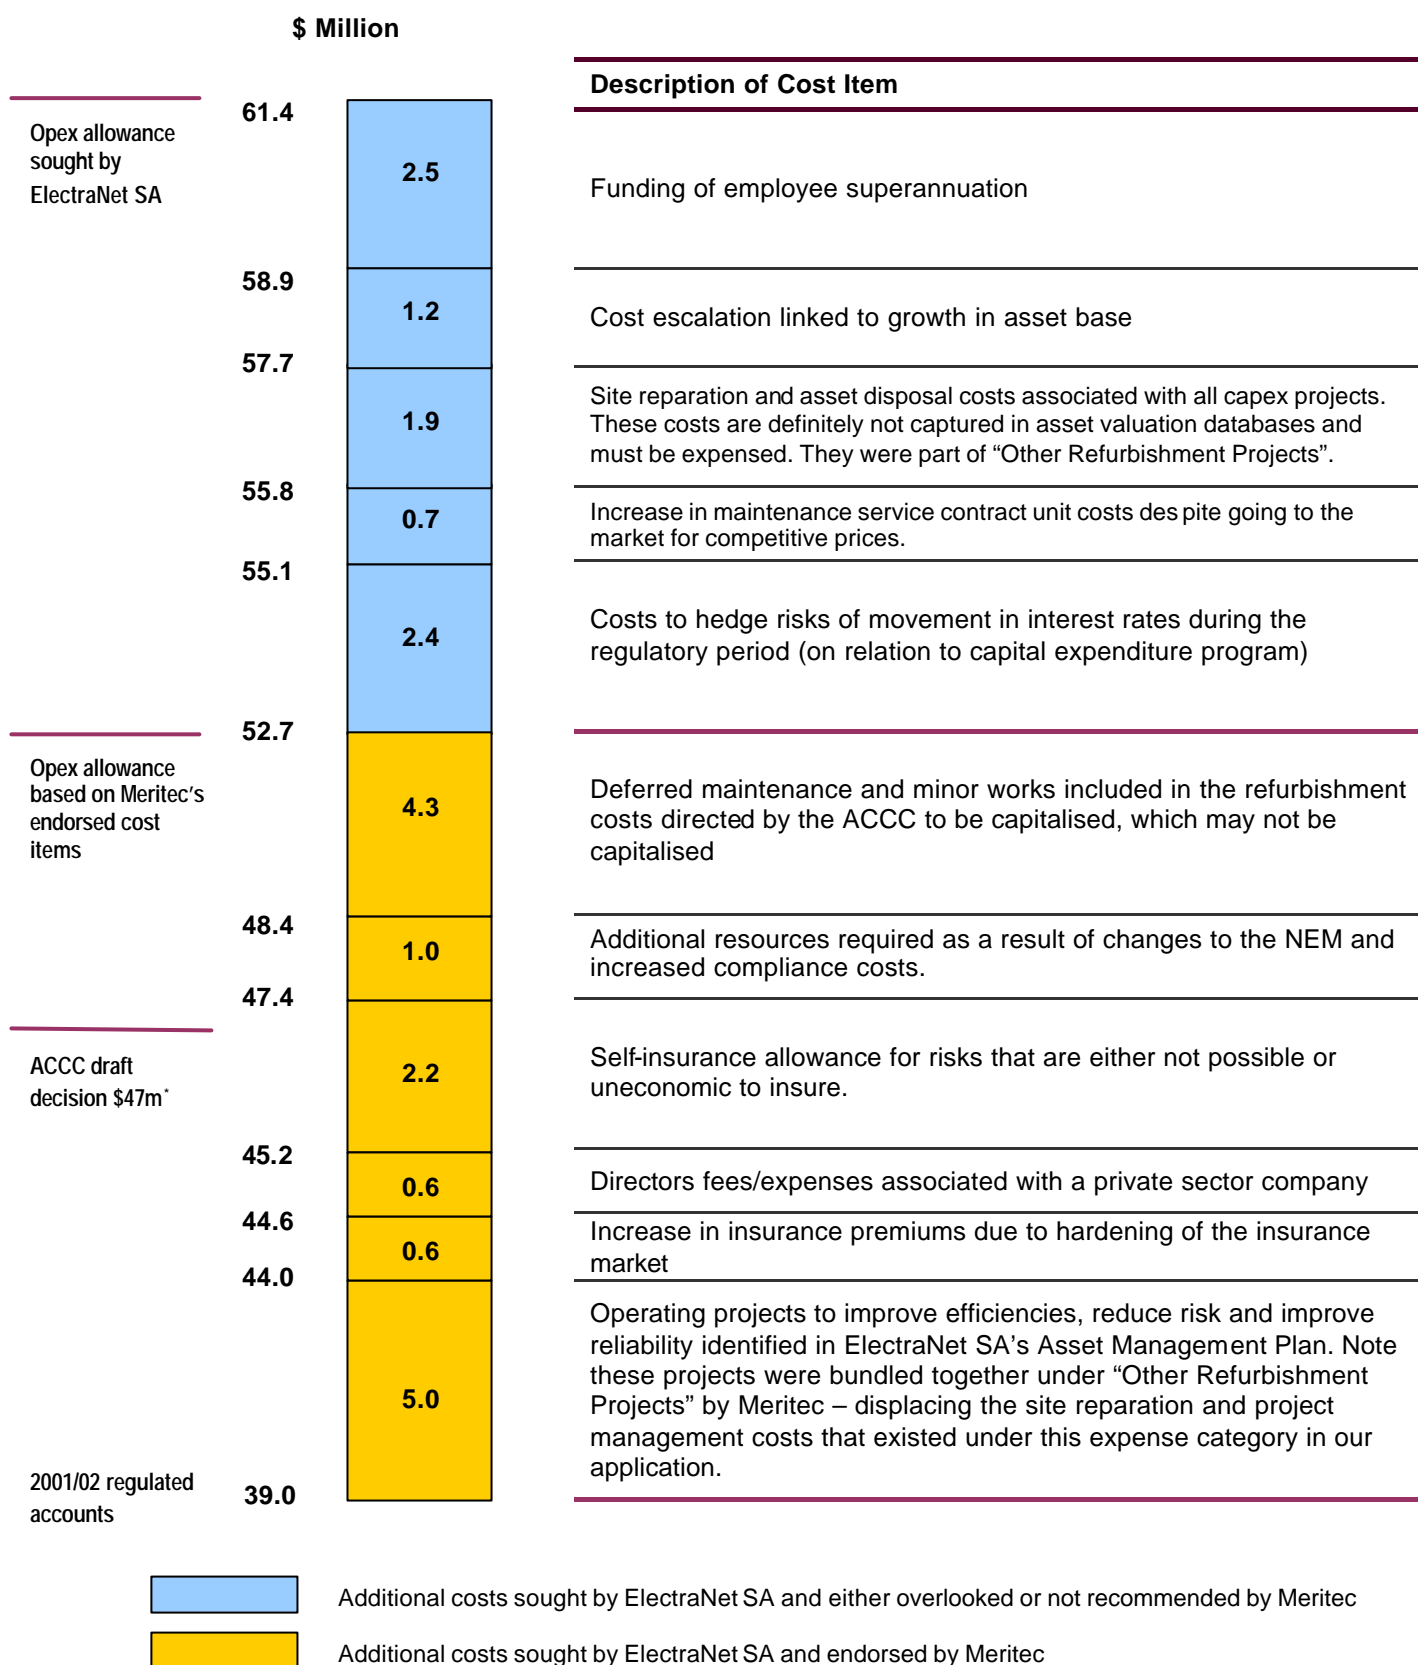 $ Million
Description of Cost Item
61.4
Opex allowance
sought by
ElectraNet SA
2.5
Funding of employee superannuation
58.9
1.2
Cost escalation linked to growth in asset base
57.7
1.9
Site reparation and asset disposal costs associated with all capex projects.
These costs are definitely not captured in asset valuation databases and
must be expensed. They were part of “Other Refurbishment Projects”.
55.8
0.7
Increase in maintenance service contract unit costs des pite going to the
market for competitive prices.
55.1
2.4
Costs to hedge risks of movement in interest rates during the
regulatory period (on relation to capital expenditure program)
52.7
Opex allowance
based on Meritec’s
endorsed cost
items
4.3
Deferred maintenance and minor works included in the refurbishment
costs directed by the ACCC to be capitalised, which may not be
capitalised
48.4
1.0
Additional resources required as a result of changes to the NEM and
increased compliance costs.
47.4
ACCC draft
decision $47m*
2.2
Self-insurance allowance for risks that are either not possible or
uneconomic to insure.
45.2
0.6
Directors fees/expenses associated with a private sector company
44.6
0.6
Increase in insurance premiums due to hardening of the insurance
market
44.0
5.0
Operating projects to improve efficiencies, reduce risk and improve
reliability identified in ElectraNet SA’s Asset Management Plan. Note
these projects were bundled together under “Other Refurbishment
Projects” by Meritec – displacing the site reparation and project
management costs that existed under this expense category in our
application.
2001/02 regulated
accounts
39.0
Additional costs sought by ElectraNet SA and either overlooked or not recommended by Meritec
Additional costs sought by ElectraNet SA and endorsed by Meritec